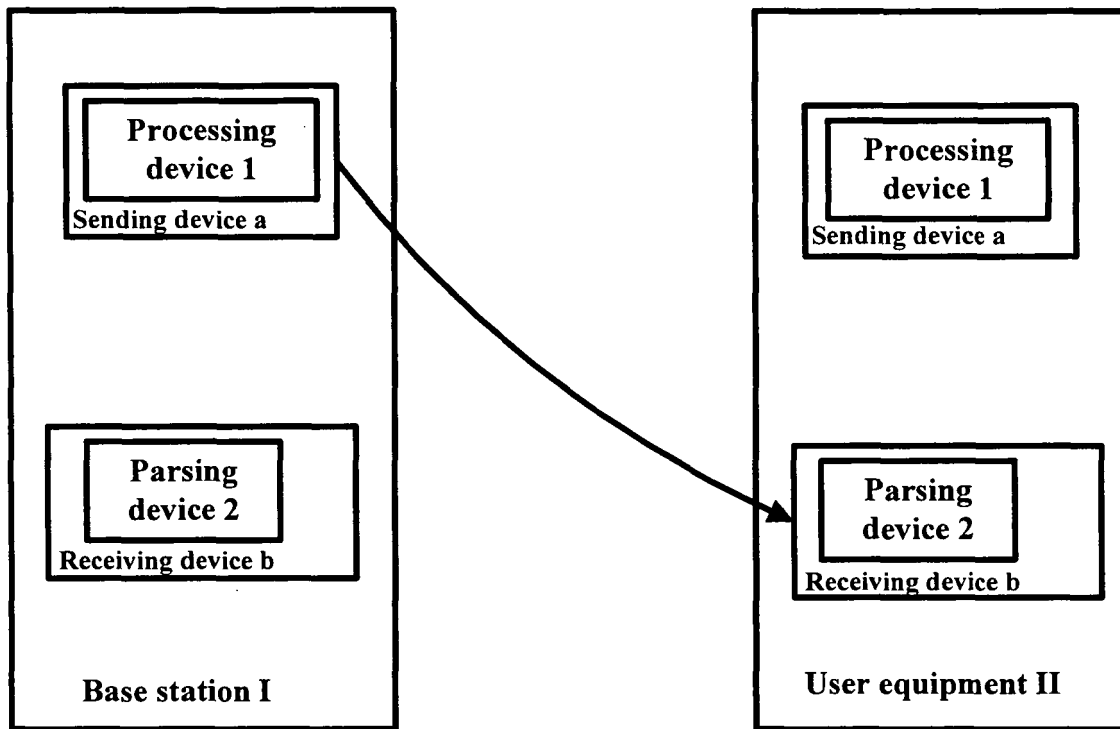 Processing
device 1
Sending device a
Parsing
device 2
Receiving device b
Base station I
Processing
device 1
Sending device a
Parsing
device 2
Receiving device b
User equipment II